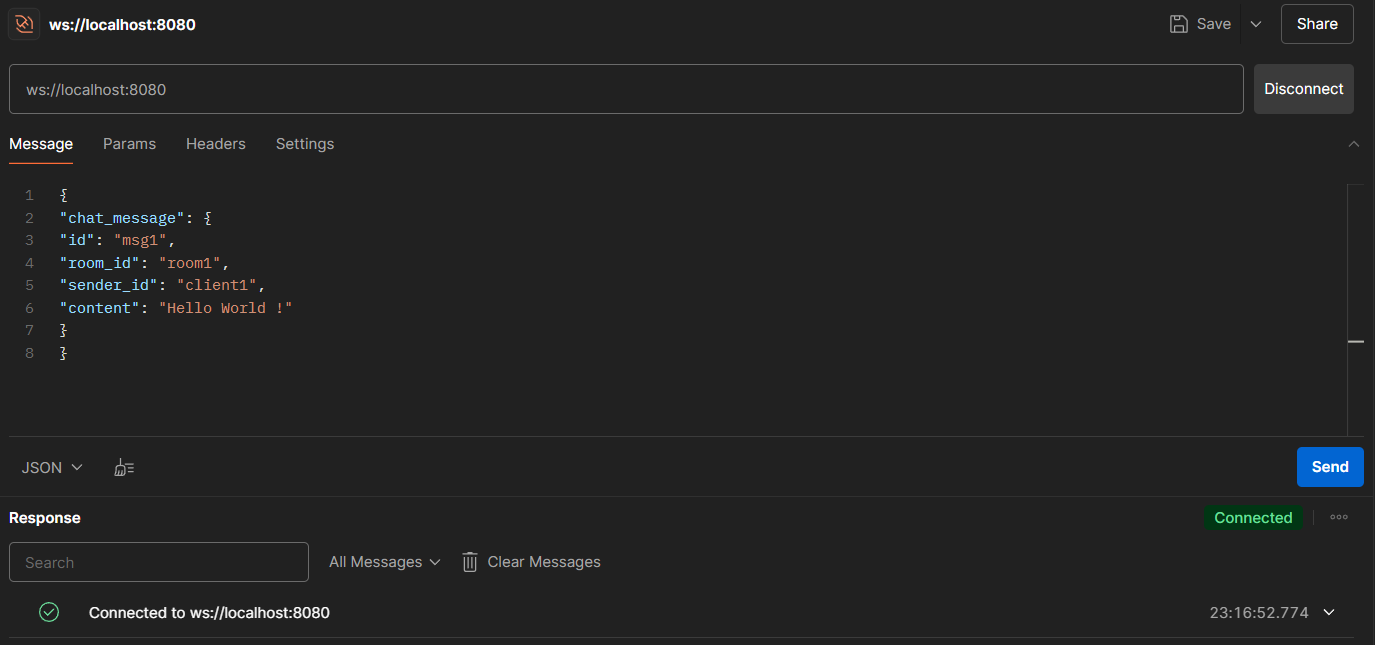 ws://localhost:8080
Save
Share
ws://localhost:8080
Disconnect
Message Params Headers Settings
1 {
2 "chat_message": {
3 "id": "msg1",
4 "room_id": "room1",
5 "sender_id": "client1",
6 "content": "Hello World !"
7 }
8 }
JSON
Send
Response
Connected
Search
All Messages
Clear Messages
Connected to ws://localhost:8080
23:16:52.774